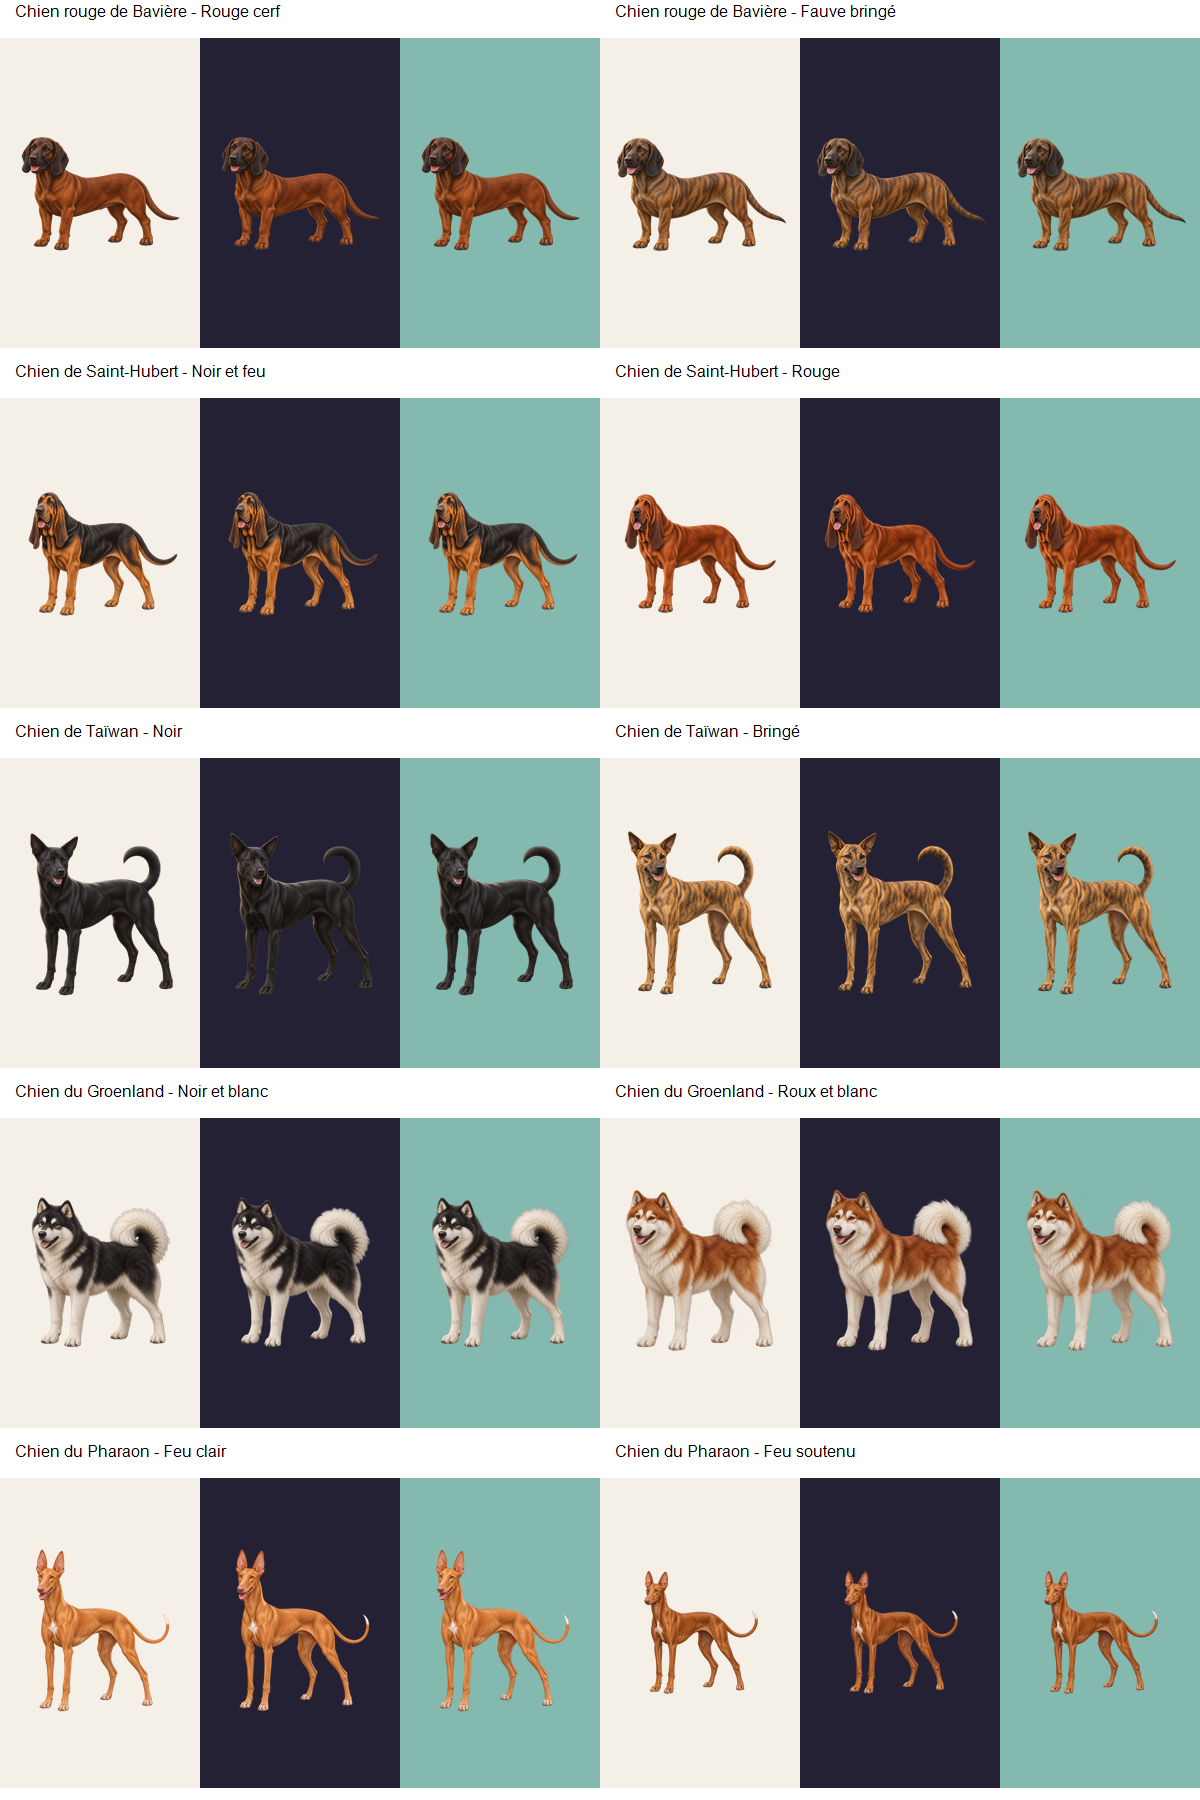 Chien rouge de Bavière - Rouge cerf
Chien rouge de Bavière - Fauve bringé
Chien de Saint-Hubert - Noir et feu
Chien de Saint-Hubert - Rouge
Chien de Taïwan - Noir
Chien de Taïwan - Bringé
Chien du Groenland - Noir et blanc
Chien du Groenland - Roux et blanc
Chien du Pharaon - Feu clair
Chien du Pharaon - Feu soutenu